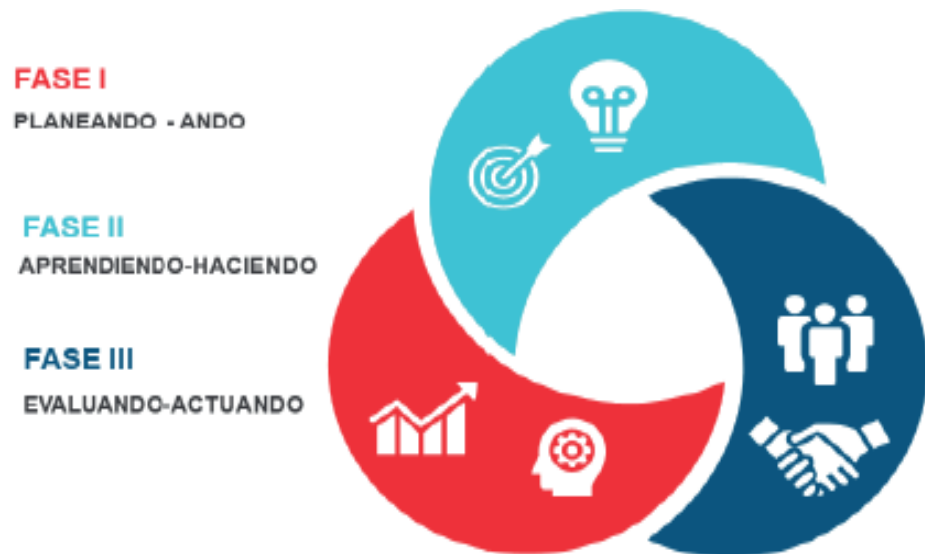 FASE I
PLANEANDO - ANDO
FASE II
APRENDIENDO-HACIENDO
FASE III
EVALUANDO-ACTUANDO